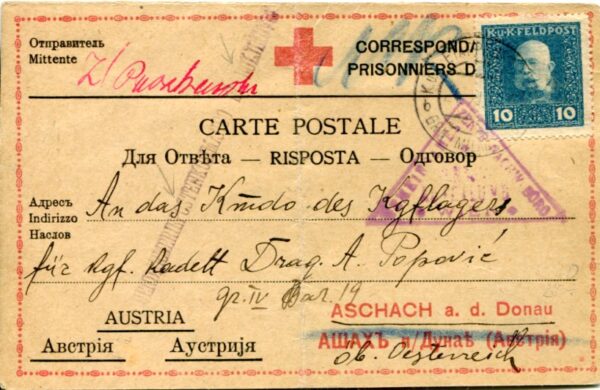 Отправитель
Mittente
CORRESPONDA
PRISONNIERS D
K.u.K. FELDPOST
10 10
CARTE POSTALE
Для Отвѣта — RISPOSTA — Одговор
Адресъ
Indirizzo
Наслов
An das Kmdo des Kgflagers
für Kgf. Kadett Drag. A. Popović
gr. IV Bar. 19
AUSTRIA
Австрія Аустрија
ASCHACH a. d. Donau
АШАХЪ н/Дунаѣ (Австрія)
Ob. Oesterreich